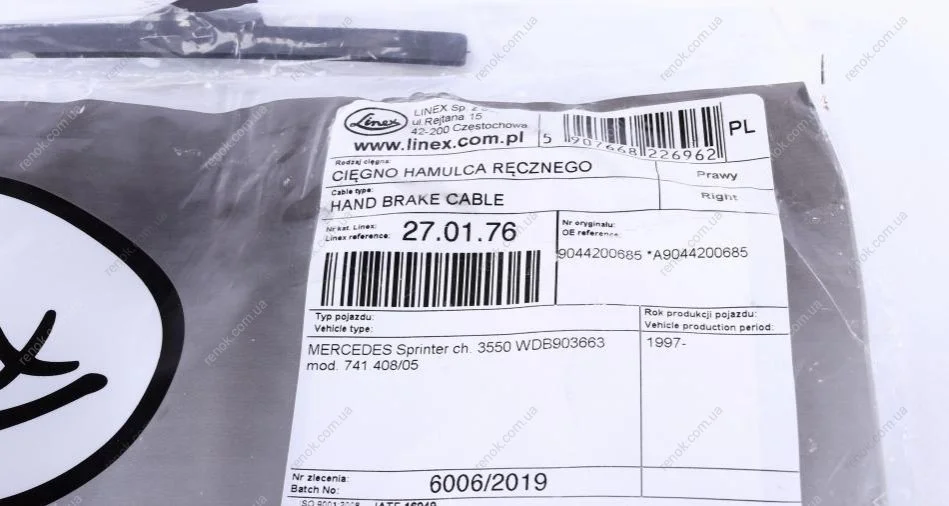 Linex
LINEX Sp. z
ul.Rejtana 15
42-200 Częstochowa
www.linex.com.pl
5 907668 226962
PL
Rodzaj cięgna:
CIĘGNO HAMULCA RĘCZNEGO
Prawy
Cable type:
HAND BRAKE CABLE
Right
Nr kat. Linex:
Linex reference:
27.01.76
Nr oryginału:
OE reference:
9044200685 *A9044200685
Typ pojazdu:
Vehicle type:
Rok produkcji pojazdu:
Vehicle production period:
MERCEDES Sprinter ch. 3550 WDB903663
mod. 741 408/05
1997-
Nr zlecenia:
Batch No:
6006/2019
renok.com.ua